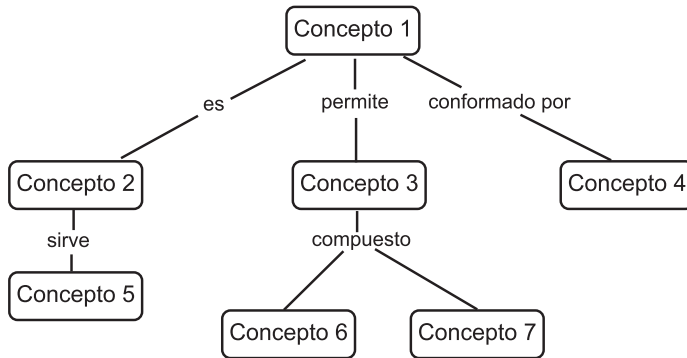 Concepto 1
es
permite
conformado por
Concepto 2
Concepto 3
Concepto 4
sirve
compuesto
Concepto 5
Concepto 6
Concepto 7